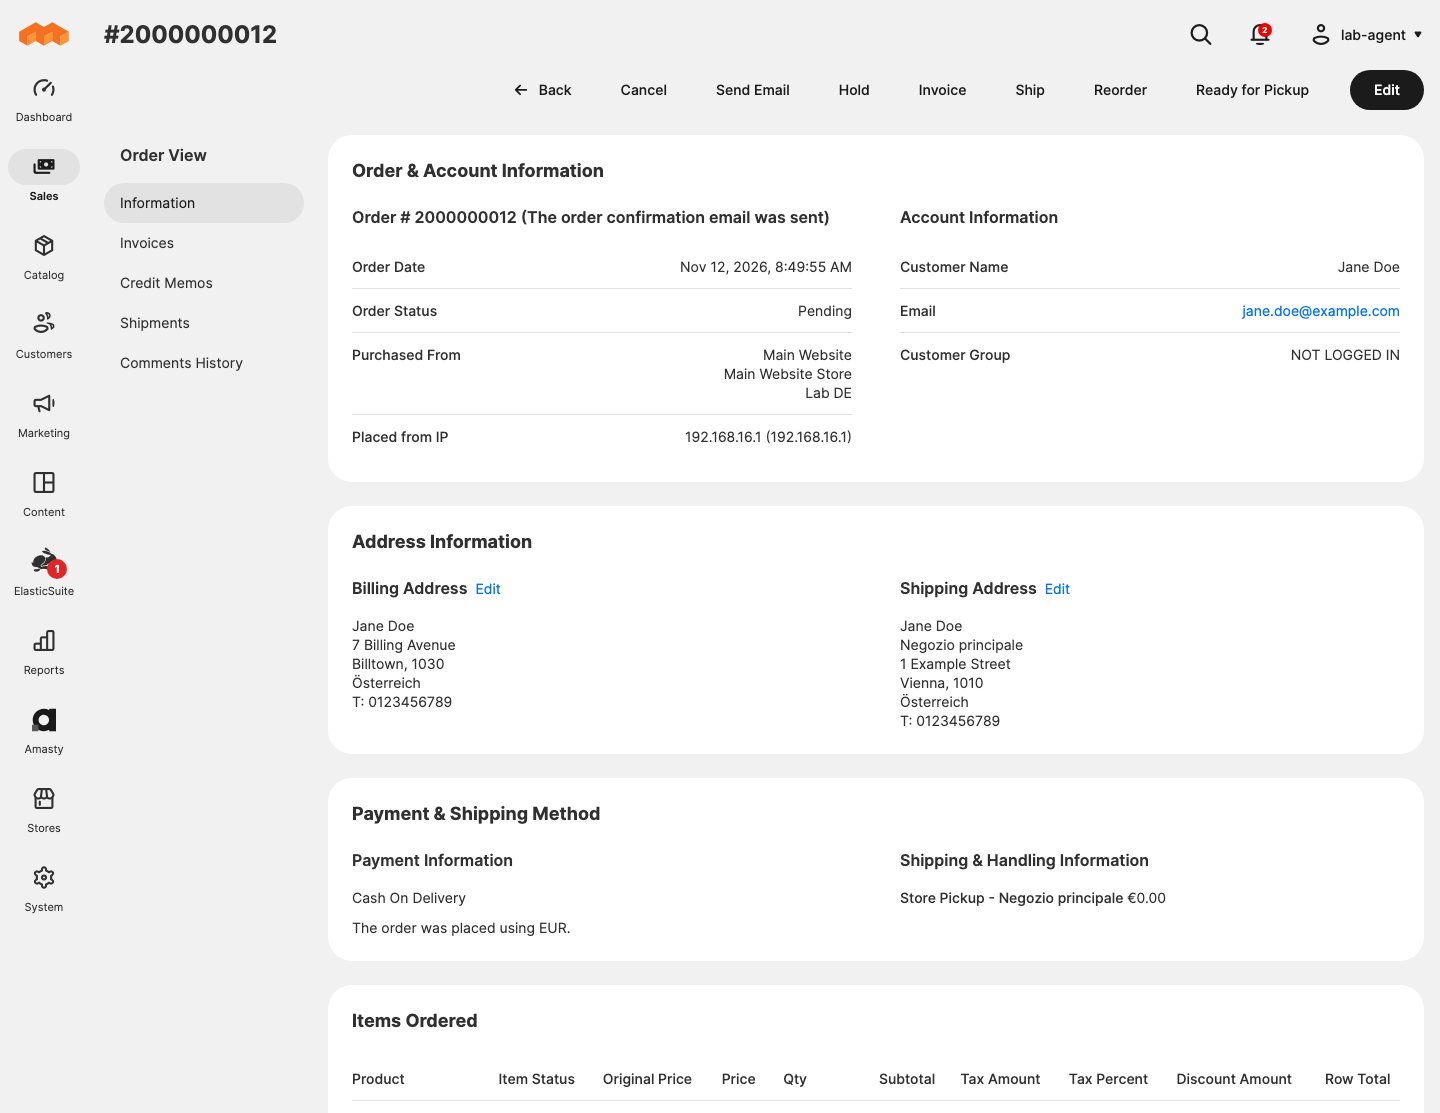 #2000000012
2
lab-agent
Back
Cancel
Send Email
Hold
Invoice
Ship
Reorder
Ready for Pickup
Edit
Dashboard
Sales
Catalog
Customers
Marketing
Content
1
ElasticSuite
Reports
Amasty
Stores
System
Order View
Information
Invoices
Credit Memos
Shipments
Comments History
Order & Account Information
Order # 2000000012 (The order confirmation email was sent)
Order Date Nov 12, 2026, 8:49:55 AM
Order Status Pending
Purchased From Main Website
Main Website Store
Lab DE
Placed from IP 192.168.16.1 (192.168.16.1)
Account Information
Customer Name Jane Doe
Email jane.doe@example.com
Customer Group NOT LOGGED IN
Address Information
Billing Address Edit
Jane Doe
7 Billing Avenue
Billtown, 1030
Österreich
T: 0123456789
Shipping Address Edit
Jane Doe
Negozio principale
1 Example Street
Vienna, 1010
Österreich
T: 0123456789
Payment & Shipping Method
Payment Information
Cash On Delivery
The order was placed using EUR.
Shipping & Handling Information
Store Pickup - Negozio principale €0.00
Items Ordered
Product Item Status Original Price Price Qty Subtotal Tax Amount Tax Percent Discount Amount Row Total